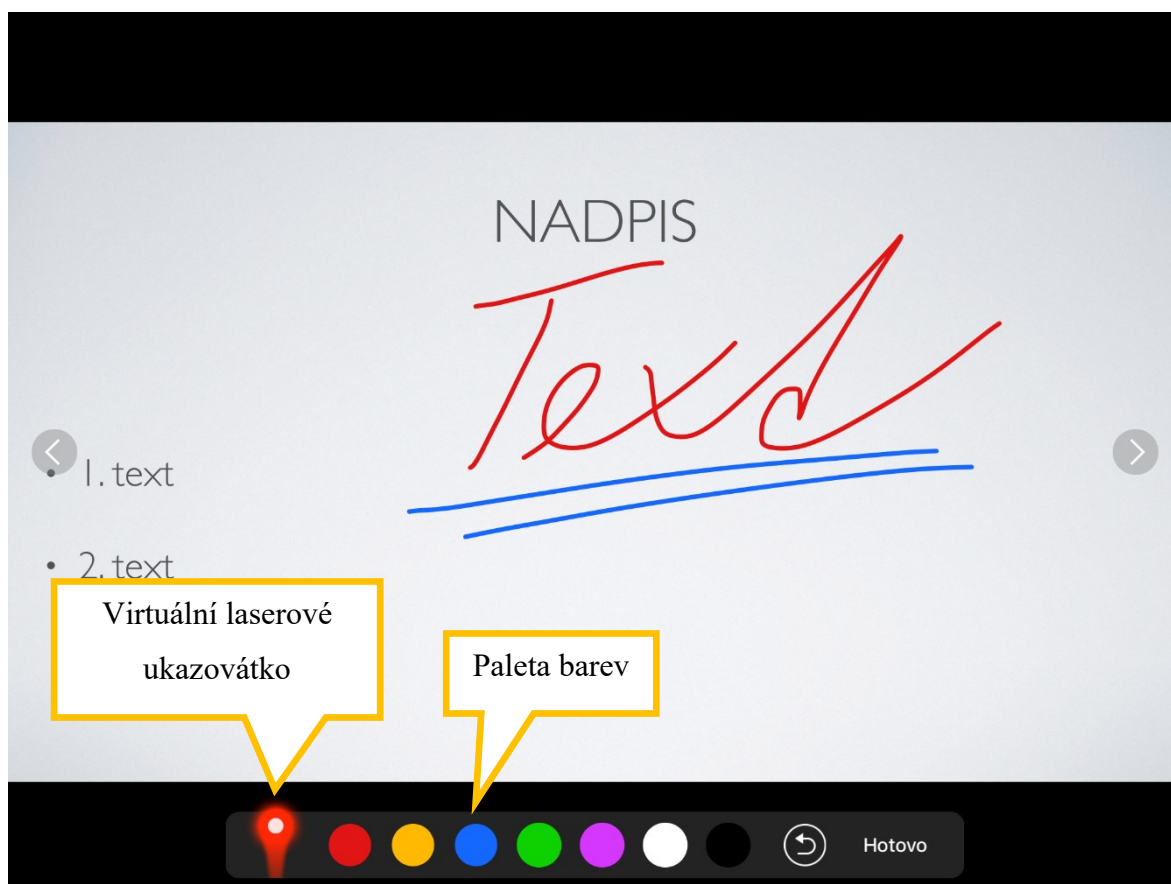 NADPIS
Text
• 1. text
• 2. text
Virtuální laserové
ukazovátko
Paleta barev
Hotovo